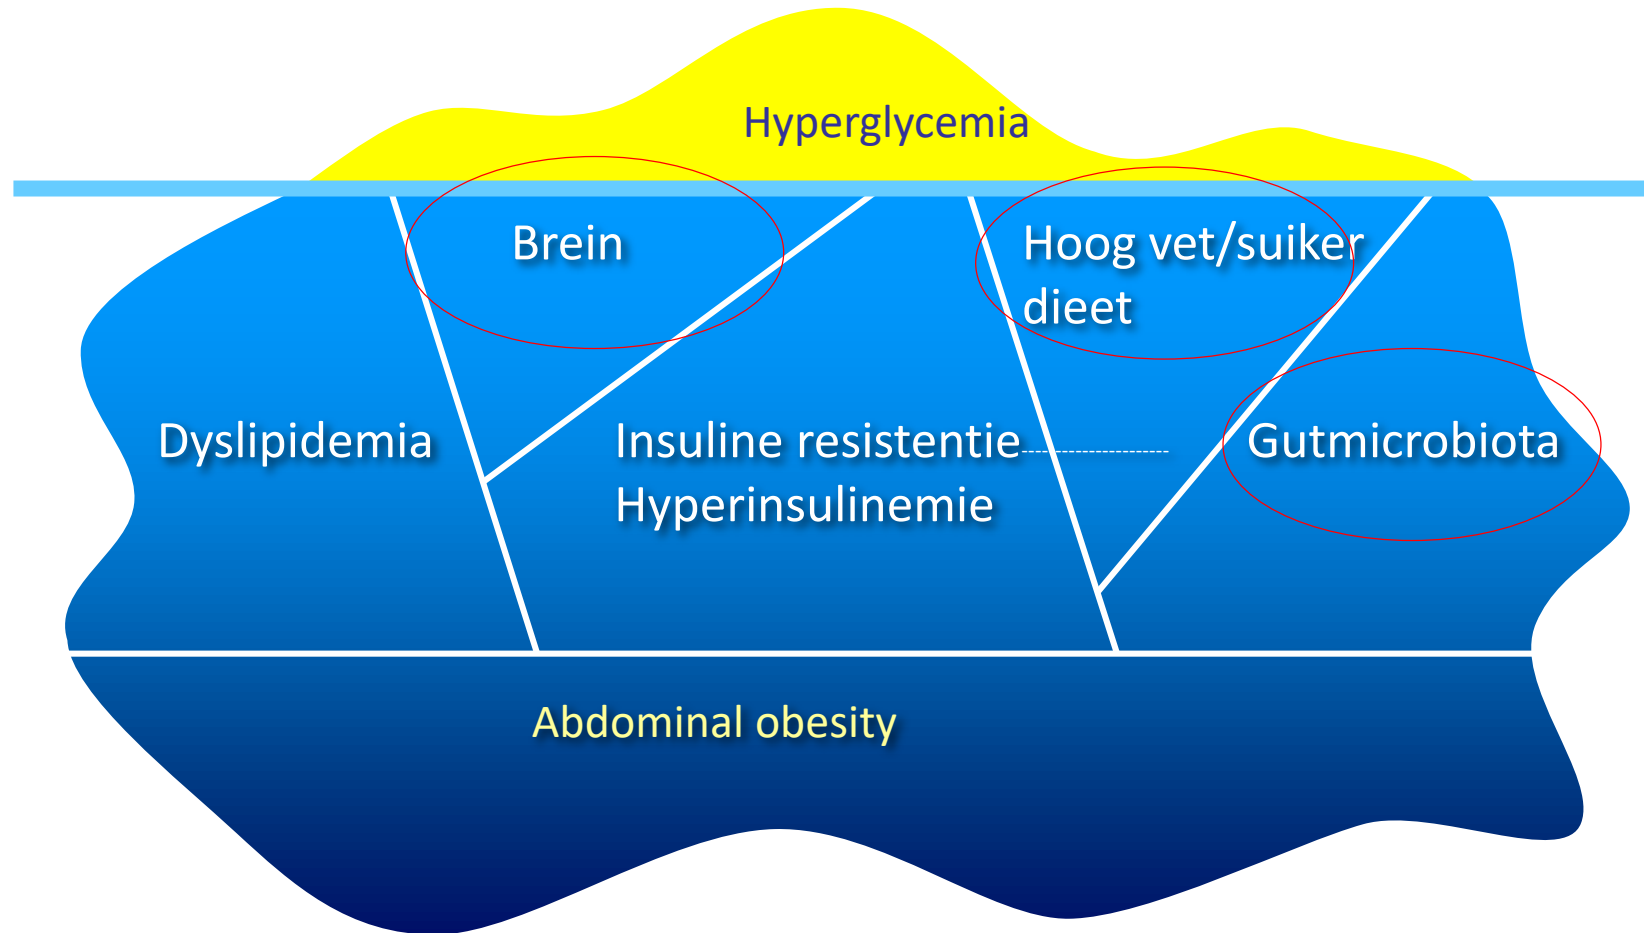 Hyperglycemia
Brein
Hoog vet/suiker
dieet
Dyslipidemia
Insuline resistentie
Hyperinsulinemie
Gutmicrobiota
Abdominal obesity